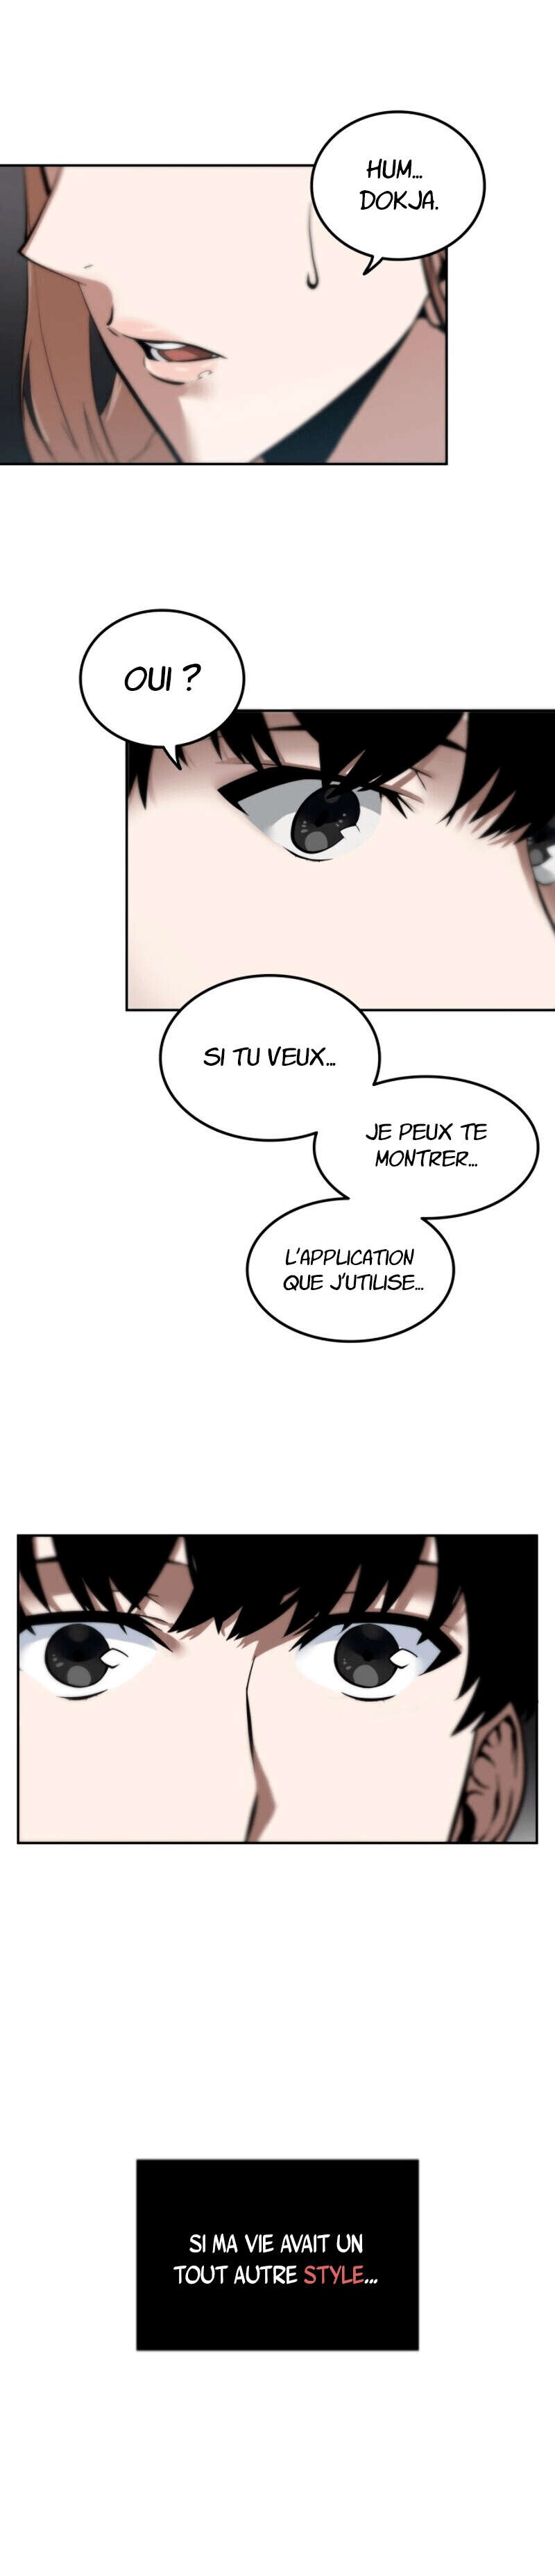 HUM...
DOKJA.
OUI ?
SI TU VEUX...
JE PEUX TE
MONTRER...
L'APPLICATION
QUE J'UTILISE...
SI MA VIE AVAIT UN
TOUT AUTRE STYLE...